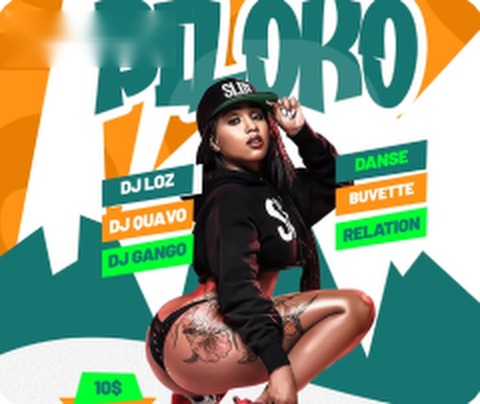 DJ LOZ
DJ QUAVO
DJ GANGO
DANSE
BUVETTE
RELATION
10$